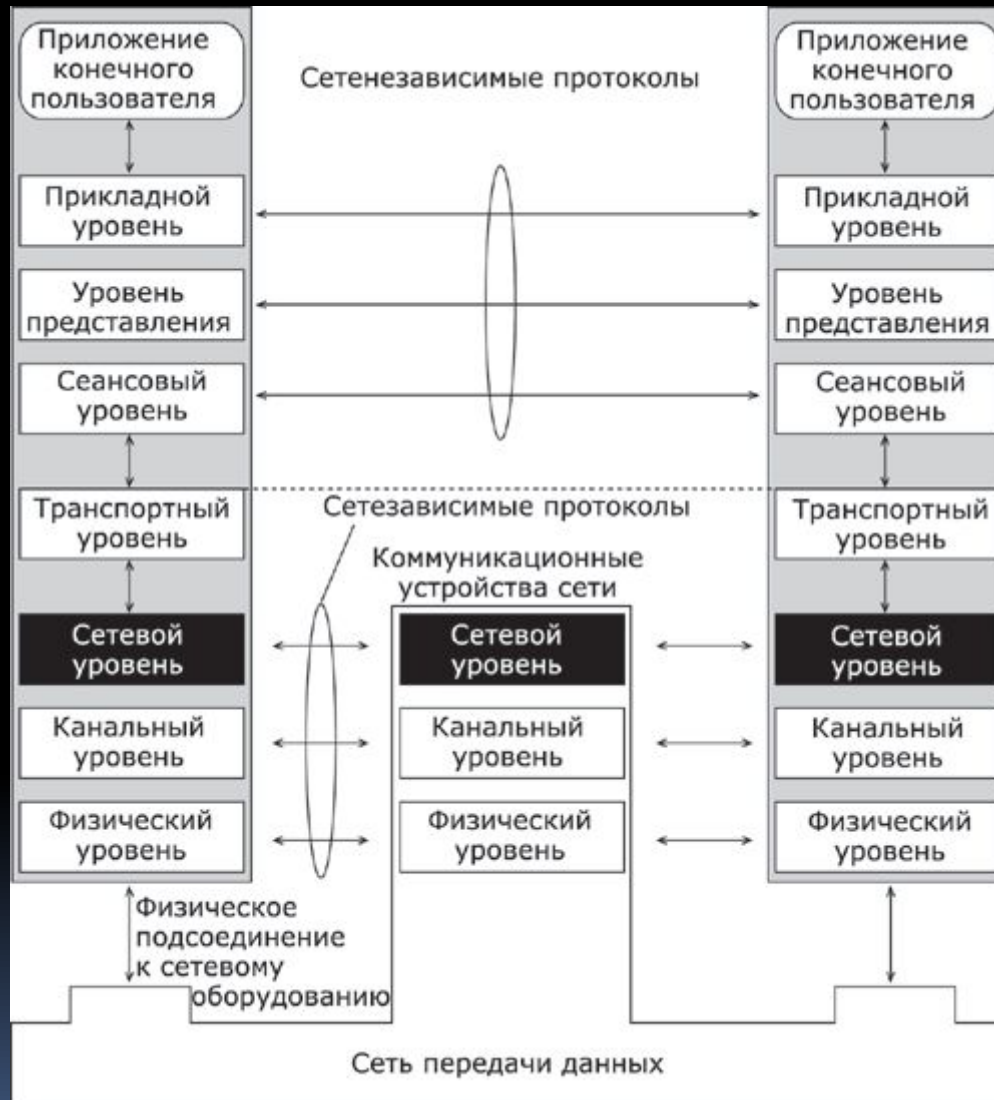 Приложение
конечного
пользователя
Сетенезависимые протоколы
Приложение
конечного
пользователя
Прикладной
уровень
Прикладной
уровень
Уровень
представления
Уровень
представления
Сеансовый
уровень
Сеансовый
уровень
Транспортный
уровень
Сетезависимые протоколы
Транспортный
уровень
Коммуникационные
устройства сети
Сетевой
уровень
Сетевой
уровень
Сетевой
уровень
Канальный
уровень
Канальный
уровень
Канальный
уровень
Физический
уровень
Физический
уровень
Физический
уровень
Физическое
подсоединение
к сетевому
оборудованию
Сеть передачи данных